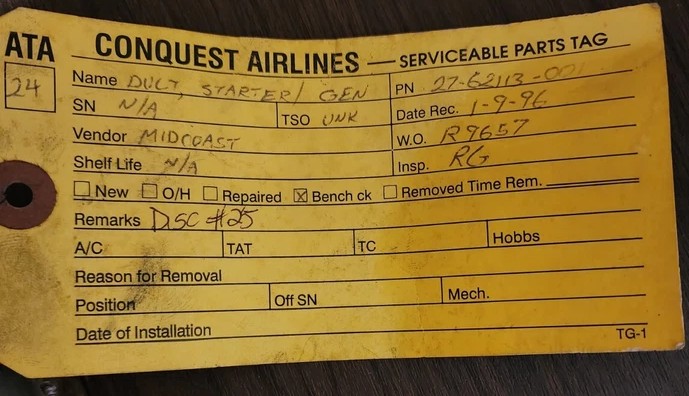 ATA CONQUEST AIRLINES — SERVICEABLE PARTS TAG
24
Name DUCT, STARTER/ GEN PN 27-62113-001
SN N/A TSO UNK Date Rec. 1-9-96
Vendor MIDCOAST W.O. R9657
Shelf Life N/A Insp. RG
☐ New ☐ O/H ☐ Repaired ☒ Bench ck ☐ Removed Time Rem.
Remarks DSC #25
A/C TAT TC Hobbs
Reason for Removal
Position Off SN Mech.
Date of Installation
TG-1